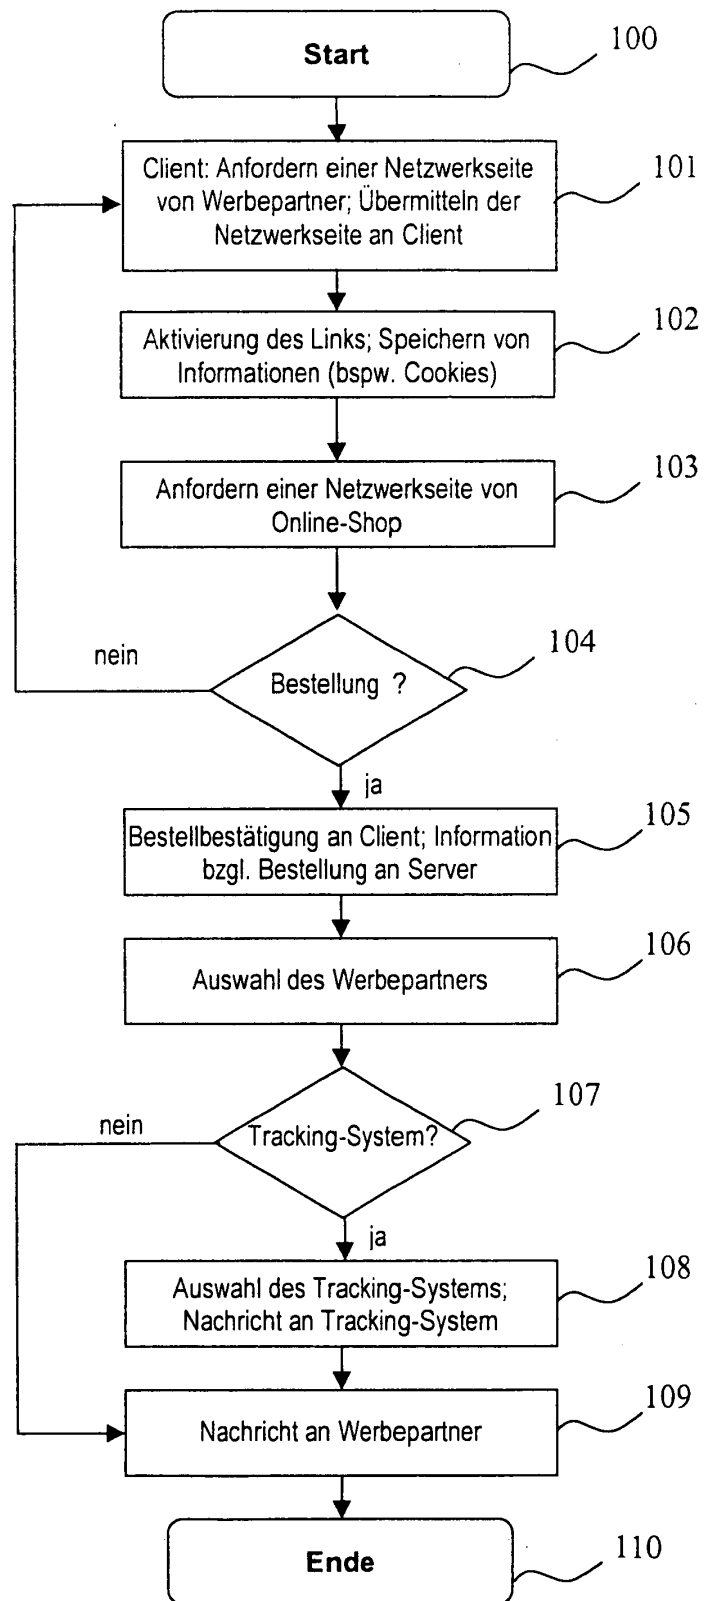 Start
100
Client: Anfordern einer Netzwerkseite
von Werbepartner; Übermitteln der
Netzwerkseite an Client
101
Aktivierung des Links; Speichern von
Informationen (bspw. Cookies)
102
Anfordern einer Netzwerkseite von
Online-Shop
103
nein
Bestellung ?
104
ja
Bestellbestätigung an Client; Information
bzgl. Bestellung an Server
105
Auswahl des Werbepartners
106
nein
Tracking-System?
107
ja
Auswahl des Tracking-Systems;
Nachricht an Tracking-System
108
Nachricht an Werbepartner
109
Ende
110